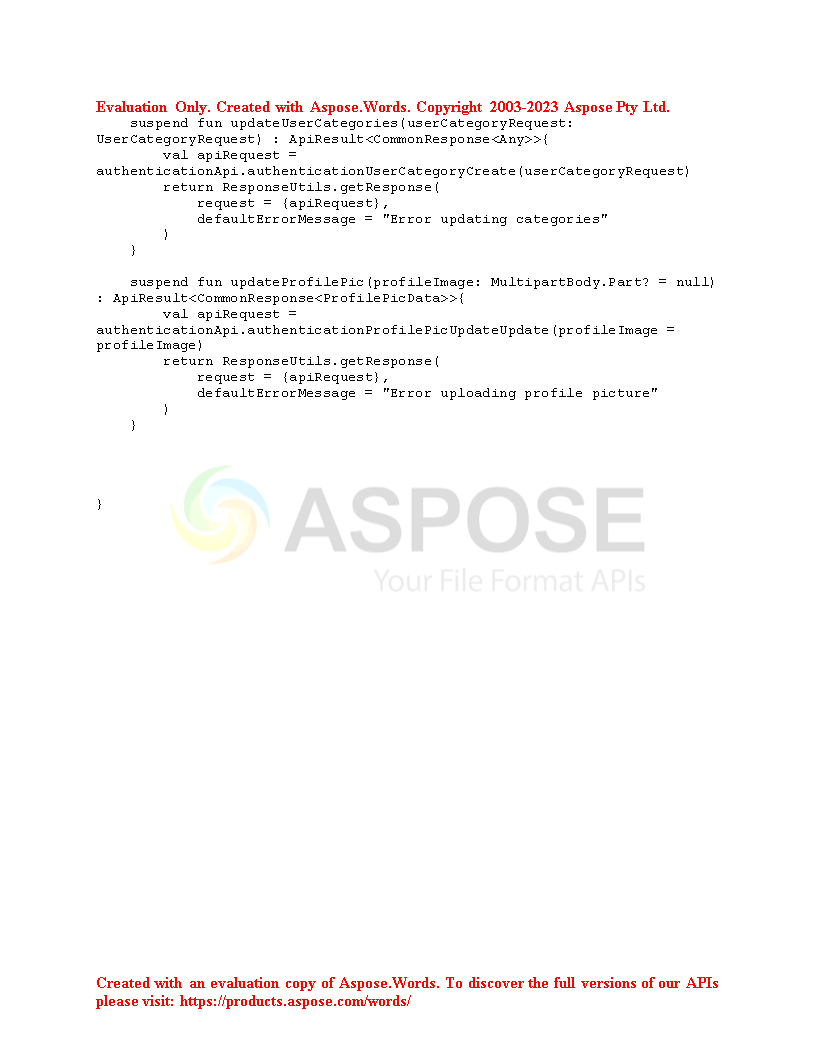 Evaluation Only. Created with Aspose.Words. Copyright 2003-2023 Aspose Pty Ltd.
    suspend fun updateUserCategories(userCategoryRequest:
UserCategoryRequest) : ApiResult<CommonResponse<Any>>{
        val apiRequest =
authenticationApi.authenticationUserCategoryCreate(userCategoryRequest)
        return ResponseUtils.getResponse(
            request = {apiRequest},
            defaultErrorMessage = "Error updating categories"
        )
    }

    suspend fun updateProfilePic(profileImage: MultipartBody.Part? = null)
: ApiResult<CommonResponse<ProfilePicData>>{
        val apiRequest =
authenticationApi.authenticationProfilePicUpdateUpdate(profileImage =
profileImage)
        return ResponseUtils.getResponse(
            request = {apiRequest},
            defaultErrorMessage = "Error uploading profile picture"
        )
    }

}
ASPOSE
Your File Format APIs
Created with an evaluation copy of Aspose.Words. To discover the full versions of our APIs
please visit: https://products.aspose.com/words/